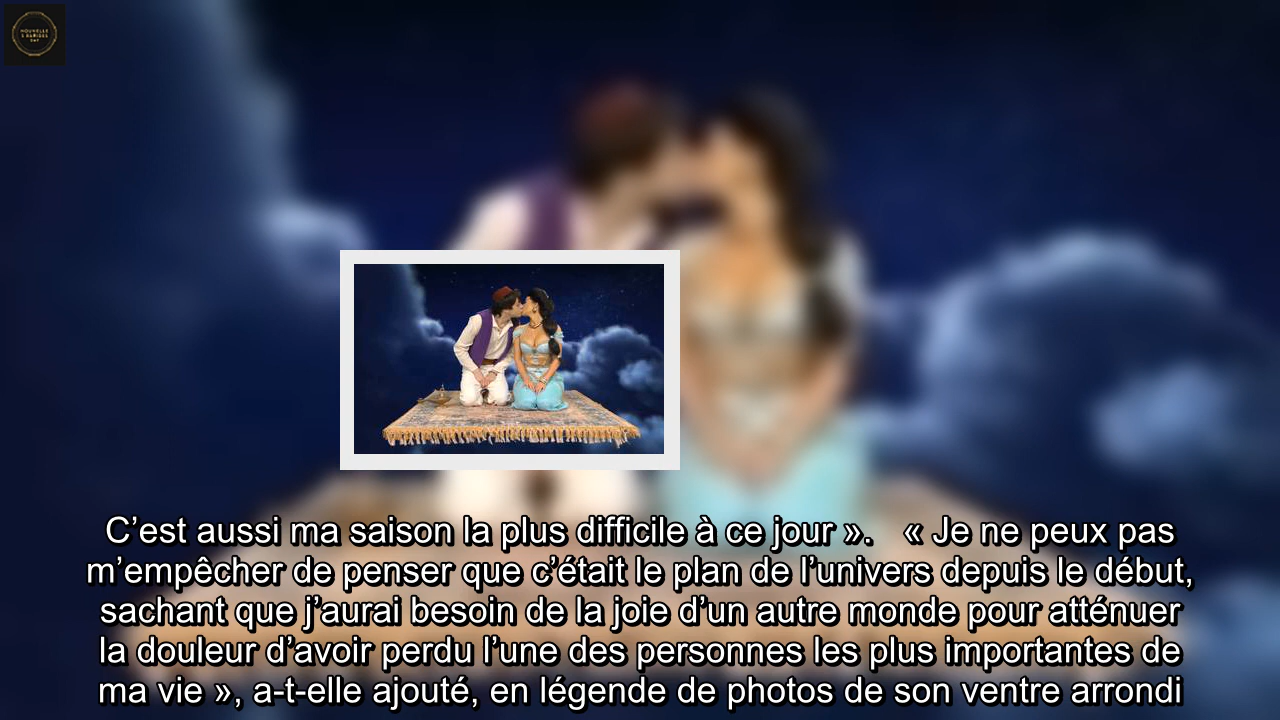 NOUVELLE
C’est aussi ma saison la plus difficile à ce jour ».   « Je ne peux pas
m’empêcher de penser que c’était le plan de l’univers depuis le début,
sachant que j’aurai besoin de la joie d’un autre monde pour atténuer
la douleur d’avoir perdu l’une des personnes les plus importantes de
ma vie », a-t-elle ajouté, en légende de photos de son ventre arrondi